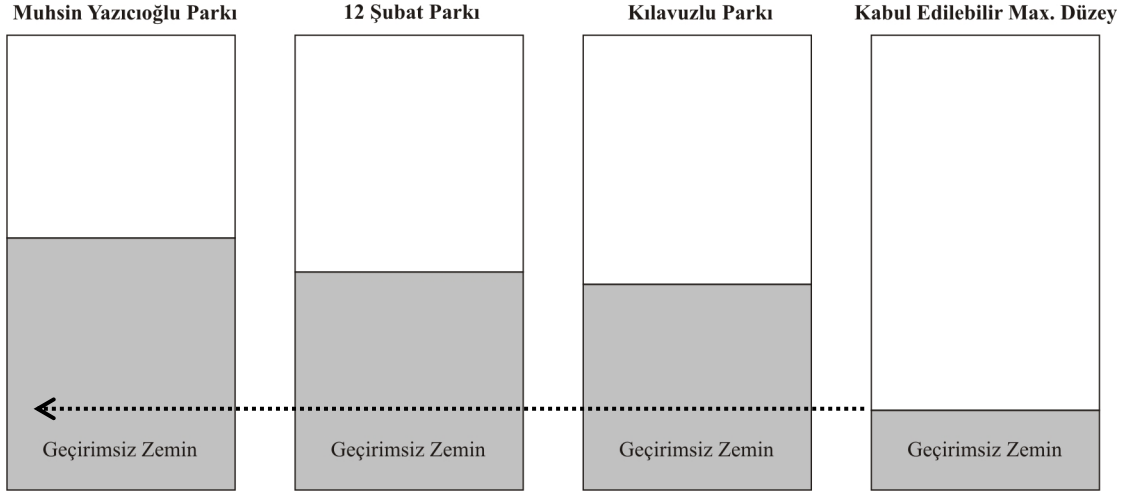 Muhsin Yazıcıoğlu Parkı
12 Şubat Parkı
Kılavuzlu Parkı
Kabul Edilebilir Max. Düzey
Geçirimsiz Zemin
Geçirimsiz Zemin
Geçirimsiz Zemin
Geçirimsiz Zemin